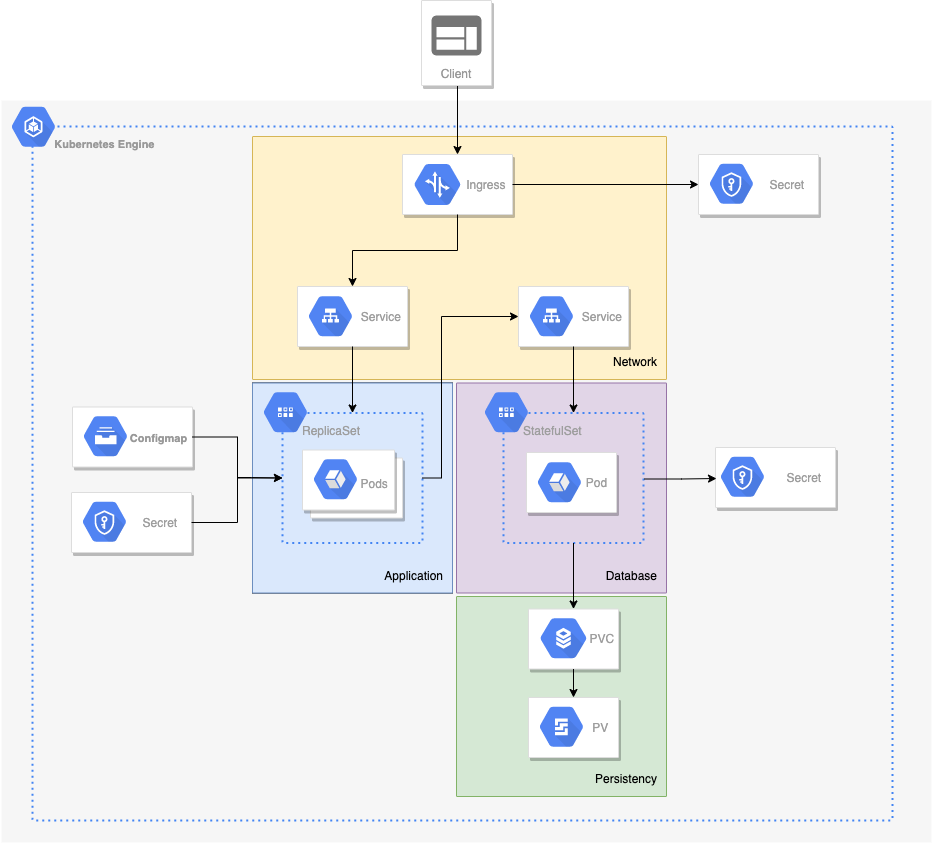 Client
Kubernetes Engine
Ingress
Secret
Service
Service
Network
ReplicaSet
StatefulSet
Configmap
Pods
Pod
Secret
Secret
Application
Database
PVC
PV
Persistency